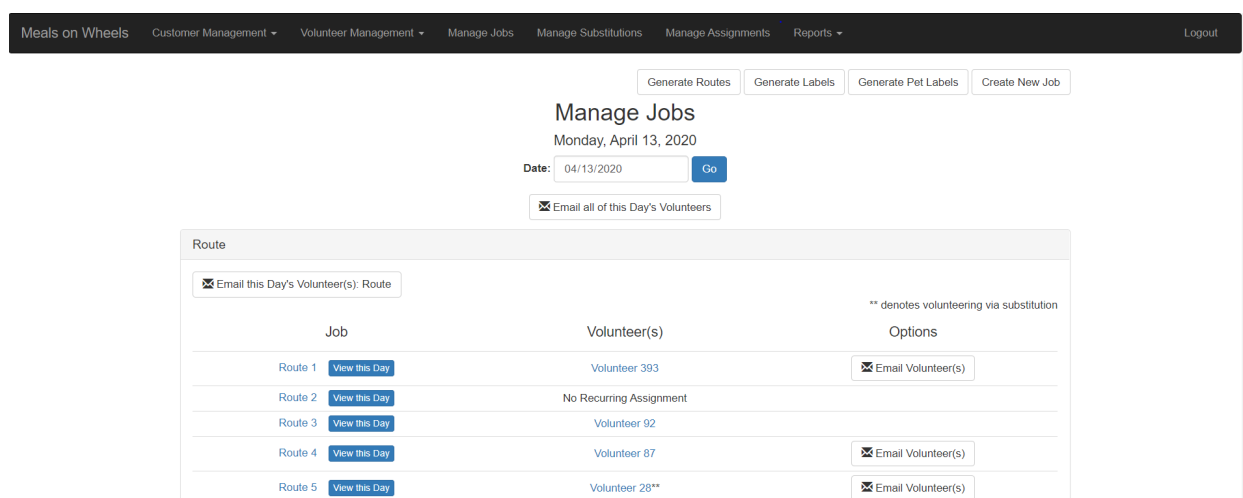 Meals on Wheels Customer Management Volunteer Management Manage Jobs Manage Substitutions Manage Assignments Reports Logout
Generate Routes Generate Labels Generate Pet Labels Create New Job
Manage Jobs
Monday, April 13, 2020
Date: 04/13/2020 Go
Email all of this Day's Volunteers
Route
Email this Day's Volunteer(s): Route
** denotes volunteering via substitution
Job Volunteer(s) Options
Route 1 View this Day Volunteer 393 Email Volunteer(s)
Route 2 View this Day No Recurring Assignment
Route 3 View this Day Volunteer 92
Route 4 View this Day Volunteer 87 Email Volunteer(s)
Route 5 View this Day Volunteer 28** Email Volunteer(s)